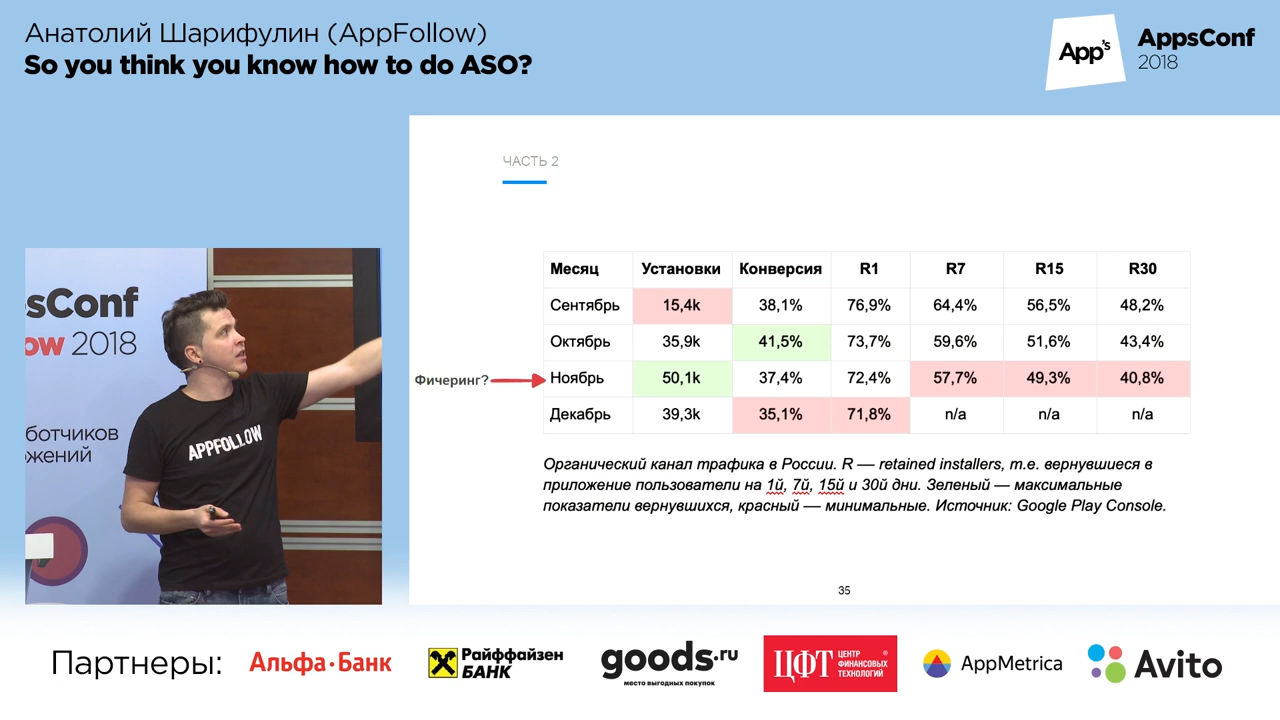 Анатолий Шарифулин (AppFollow)
So you think you know how to do ASO?
App's
AppsConf
2018
ЧАСТЬ 2
Месяц Установки Конверсия R1 R7 R15 R30
Сентябрь 15,4k 38,1% 76,9% 64,4% 56,5% 48,2%
Октябрь 35,9k 41,5% 73,7% 59,6% 51,6% 43,4%
Фичеринг? Ноябрь 50,1k 37,4% 72,4% 57,7% 49,3% 40,8%
Декабрь 39,3k 35,1% 71,8% n/a n/a n/a
Органический канал трафика в России. R — retained installers, т.е. вернувшиеся в
приложение пользователи на 1й, 7й, 15й и 30й дни. Зеленый — максимальные
показатели вернувшихся, красный — минимальные. Источник: Google Play Console.
35
sConf
ow 2018
ботчиков
жений
APPFOLLOW
Партнеры:
Альфа·Банк
Райффайзен
БАНК
goods.ru
место выгодных покупок
ЦФТ
ЦЕНТР
ФИНАНСОВЫХ
ТЕХНОЛОГИЙ
®
AppMetrica
Avito